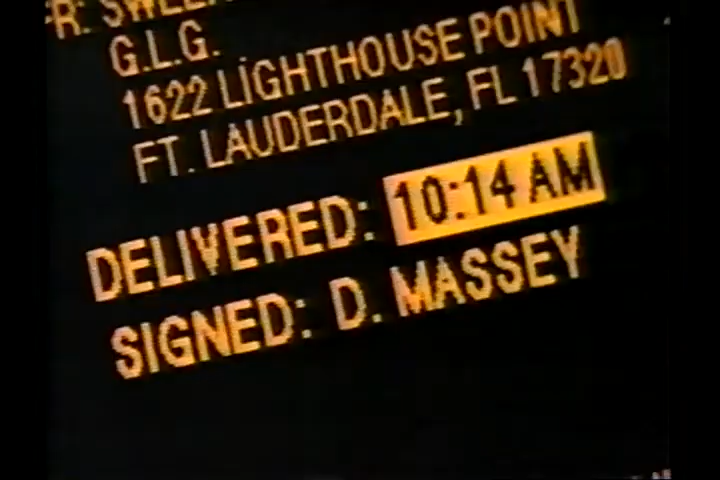 G.L.G.
1622 LIGHTHOUSE POINT
FT. LAUDERDALE, FL 17320
DELIVERED: 10:14 AM
SIGNED: D. MASSEY